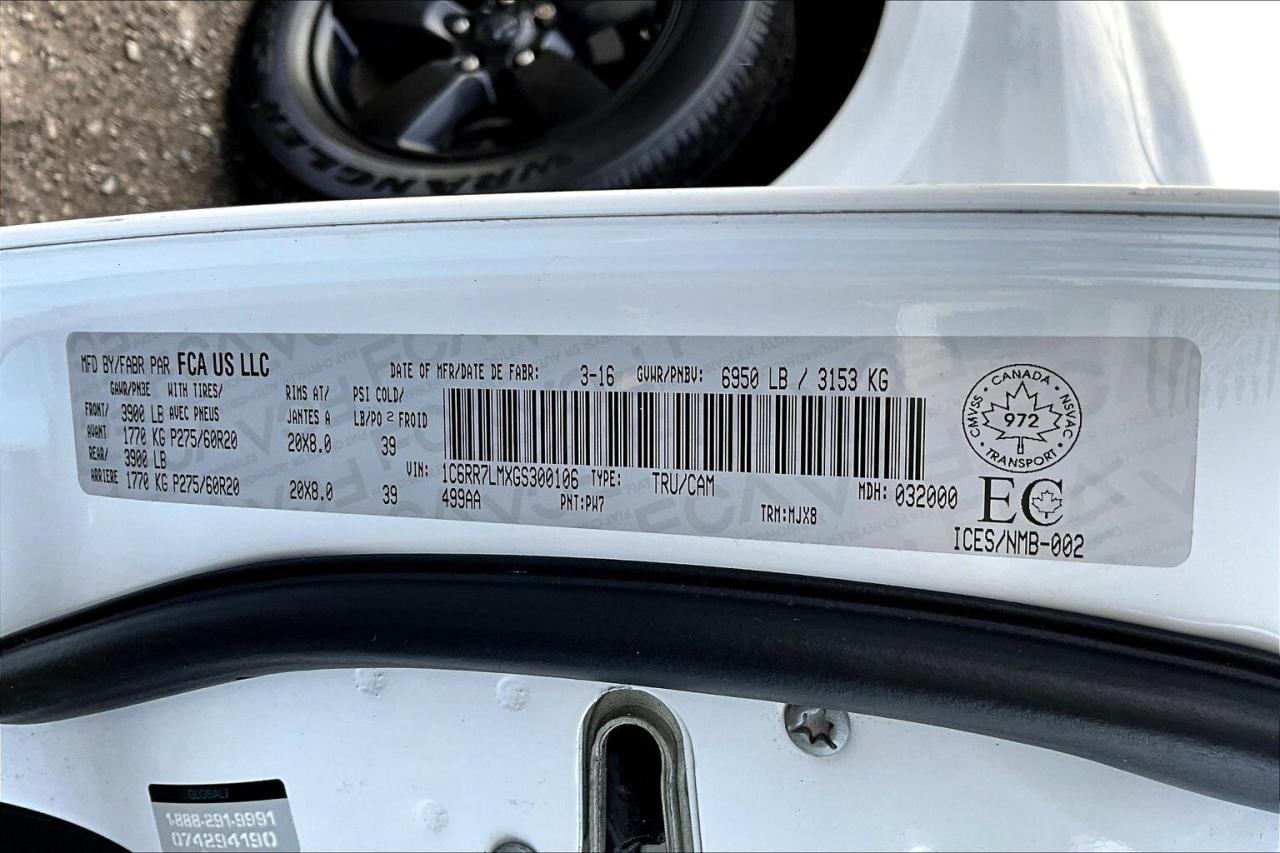 WRANGLER
MFD BY/FABR PAR FCA US LLC
DATE OF MFR/DATE DE FABR: 3-16 GVWR/PNBV: 6950 LB / 3153 KG
GAWR/PNBE WITH TIRES/ RIMS AT/ PSI COLD/
FRONT/ 3900 LB AVEC PNEUS JANTES A LB/PO 2 FROID
AVANT 1770 KG P275/60R20 20X8.0 39
REAR/ 3900 LB
ARRIERE 1770 KG P275/60R20 20X8.0 39
VIN: 1C6RR7LMXGS300106 TYPE: TRU/CAM MDH: 032000
499AA PNT:PW7 TRM:MJX8
CANADA
CMVSS 972 NSVAC
TRANSPORT
EC
ICES/NMB-002
GLOBALI
1-888-291-9991
074294190